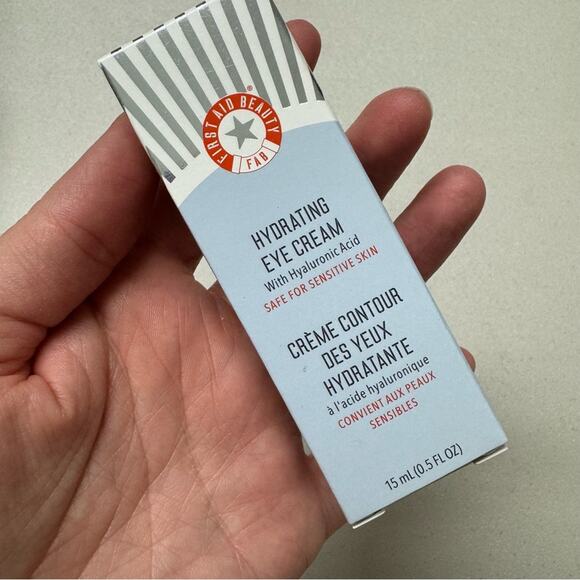 FIRST AID BEAUTY
®
FAB
HYDRATING
EYE CREAM
With Hyaluronic Acid
SAFE FOR SENSITIVE SKIN
CRÈME CONTOUR
DES YEUX
HYDRATANTE
à l'acide hyaluronique
CONVIENT AUX PEAUX
SENSIBLES
15 mL (0.5 FL OZ)